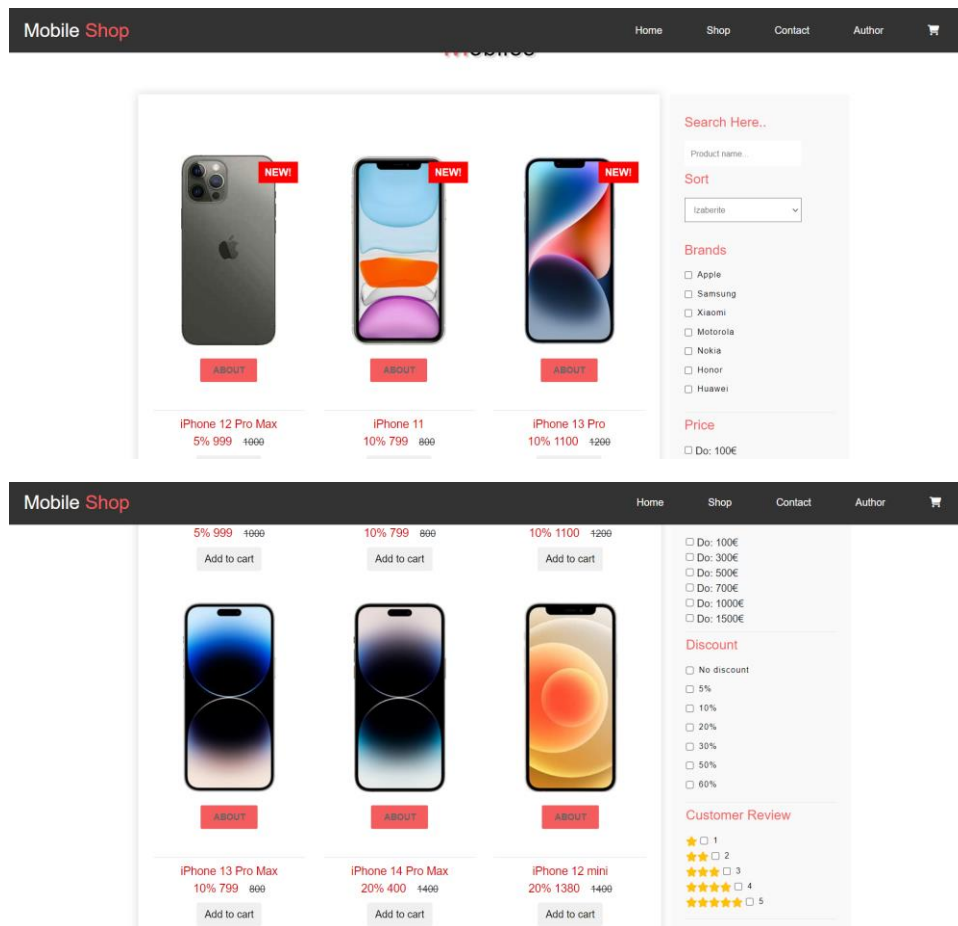 Mobile Shop Home Shop Contact Author
Mobiles
NEW! NEW! NEW!
ABOUT ABOUT ABOUT
iPhone 12 Pro Max iPhone 11 iPhone 13 Pro
5% 999 1000 10% 799 800 10% 1100 1200
Search Here..
Product name..
Sort
Izaberite
Brands
Apple
Samsung
Xiaomi
Motorola
Nokia
Honor
Huawei
Price
Do: 100€
Mobile Shop Home Shop Contact Author
5% 999 1000 10% 799 800 10% 1100 1200
Add to cart Add to cart Add to cart
ABOUT ABOUT ABOUT
iPhone 13 Pro Max iPhone 14 Pro Max iPhone 12 mini
10% 799 800 20% 400 1400 20% 1380 1400
Add to cart Add to cart Add to cart
Do: 100€
Do: 300€
Do: 500€
Do: 700€
Do: 1000€
Do: 1500€
Discount
No discount
5%
10%
20%
30%
50%
60%
Customer Review
1
2
3
4
5